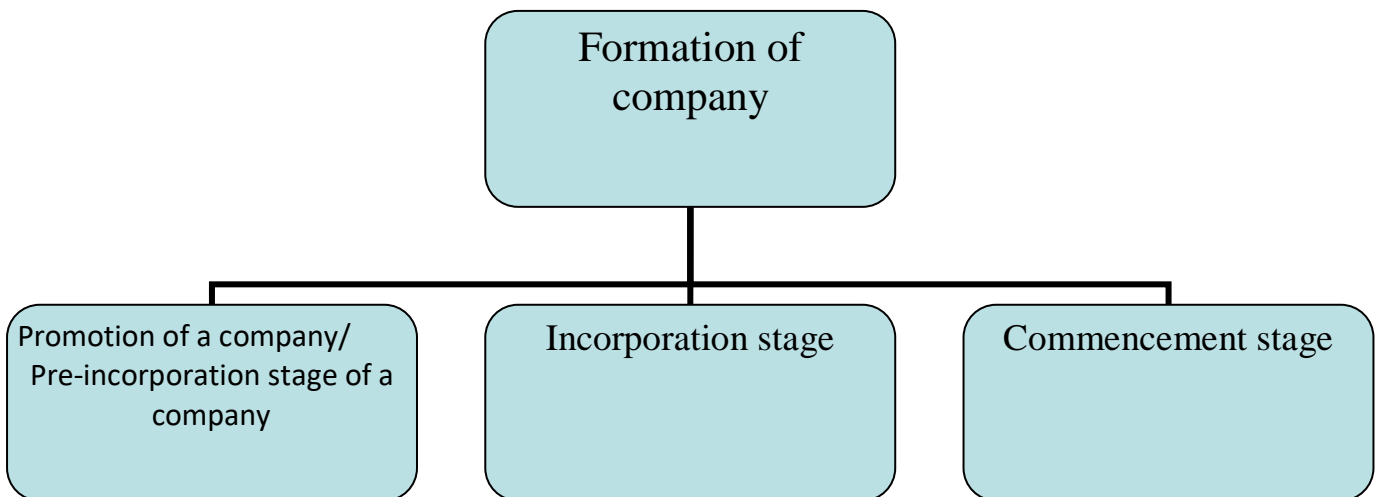 Formation of
company
Promotion of a company/
Pre-incorporation stage of a
company
Incorporation stage
Commencement stage